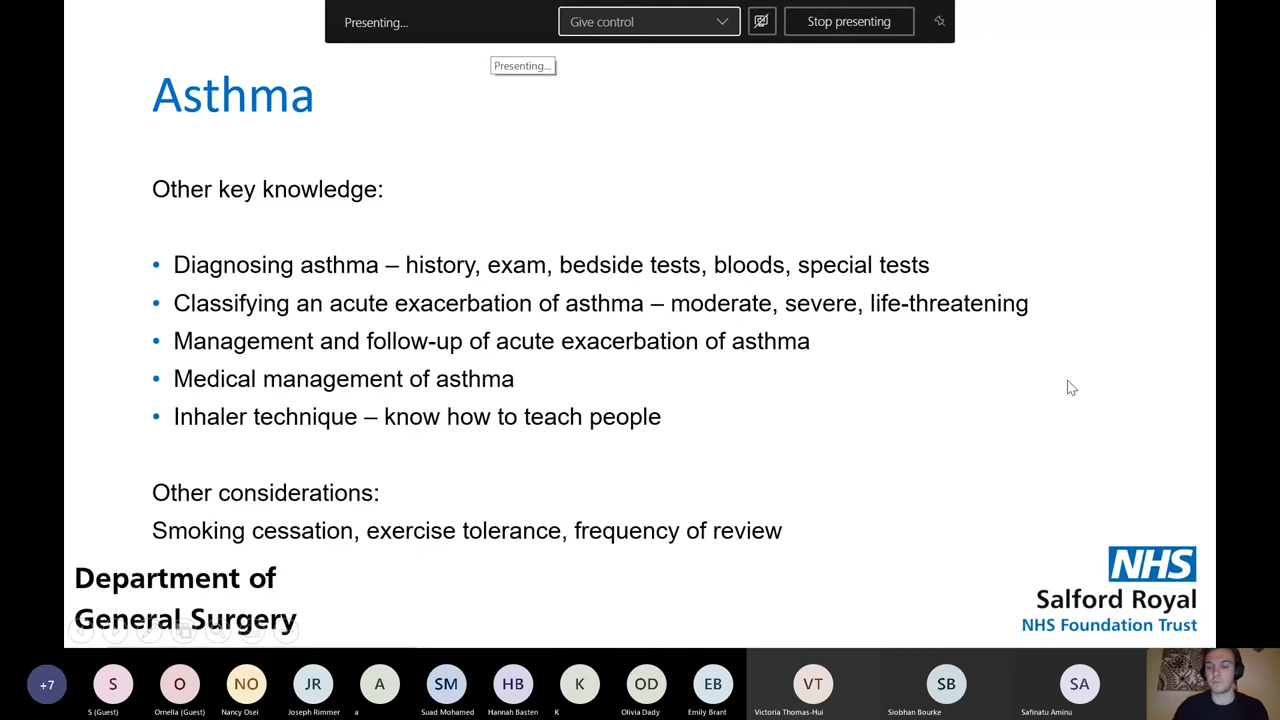 Presenting...
Give control
Stop presenting
Presenting...
Asthma
Other key knowledge:
• Diagnosing asthma – history, exam, bedside tests, bloods, special tests
• Classifying an acute exacerbation of asthma – moderate, severe, life-threatening
• Management and follow-up of acute exacerbation of asthma
• Medical management of asthma
• Inhaler technique – know how to teach people
Other considerations:
Smoking cessation, exercise tolerance, frequency of review
Department of
General Surgery
NHS
Salford Royal
NHS Foundation Trust
+7 S O NO JR A SM HB K OD EB VT SB SA
S (Guest) Ornella (Guest) Nancy Osei Joseph Rimmer a Suad Mohamed Hannah Basten K Olivia Dady Emily Brant Victoria Thomas-Hui Siobhan Bourke Safinatu Aminu